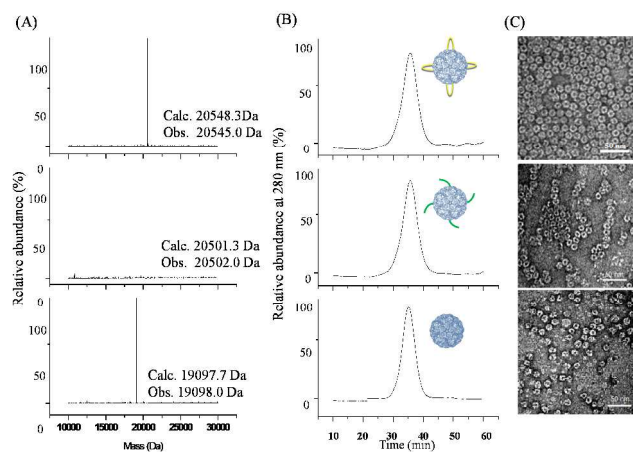 (A)
(B)
(C)
Relative abundance (%)
100
50
0
Calc. 20548.3Da
Obs. 20545.0 Da
100
50
0
Calc. 20501.3 Da
Obs. 20502.0 Da
0
100
50
0
Calc. 19097.7 Da
Obs. 19098.0 Da
10000 15000 20000 25000 30000
Mass (Da)
Relative abundance at 280 nm (%)
100
50
0
100
50
0
100
50
0
10 20 30 40 50 60
Time (min)
50 nm
50 nm
50 nm